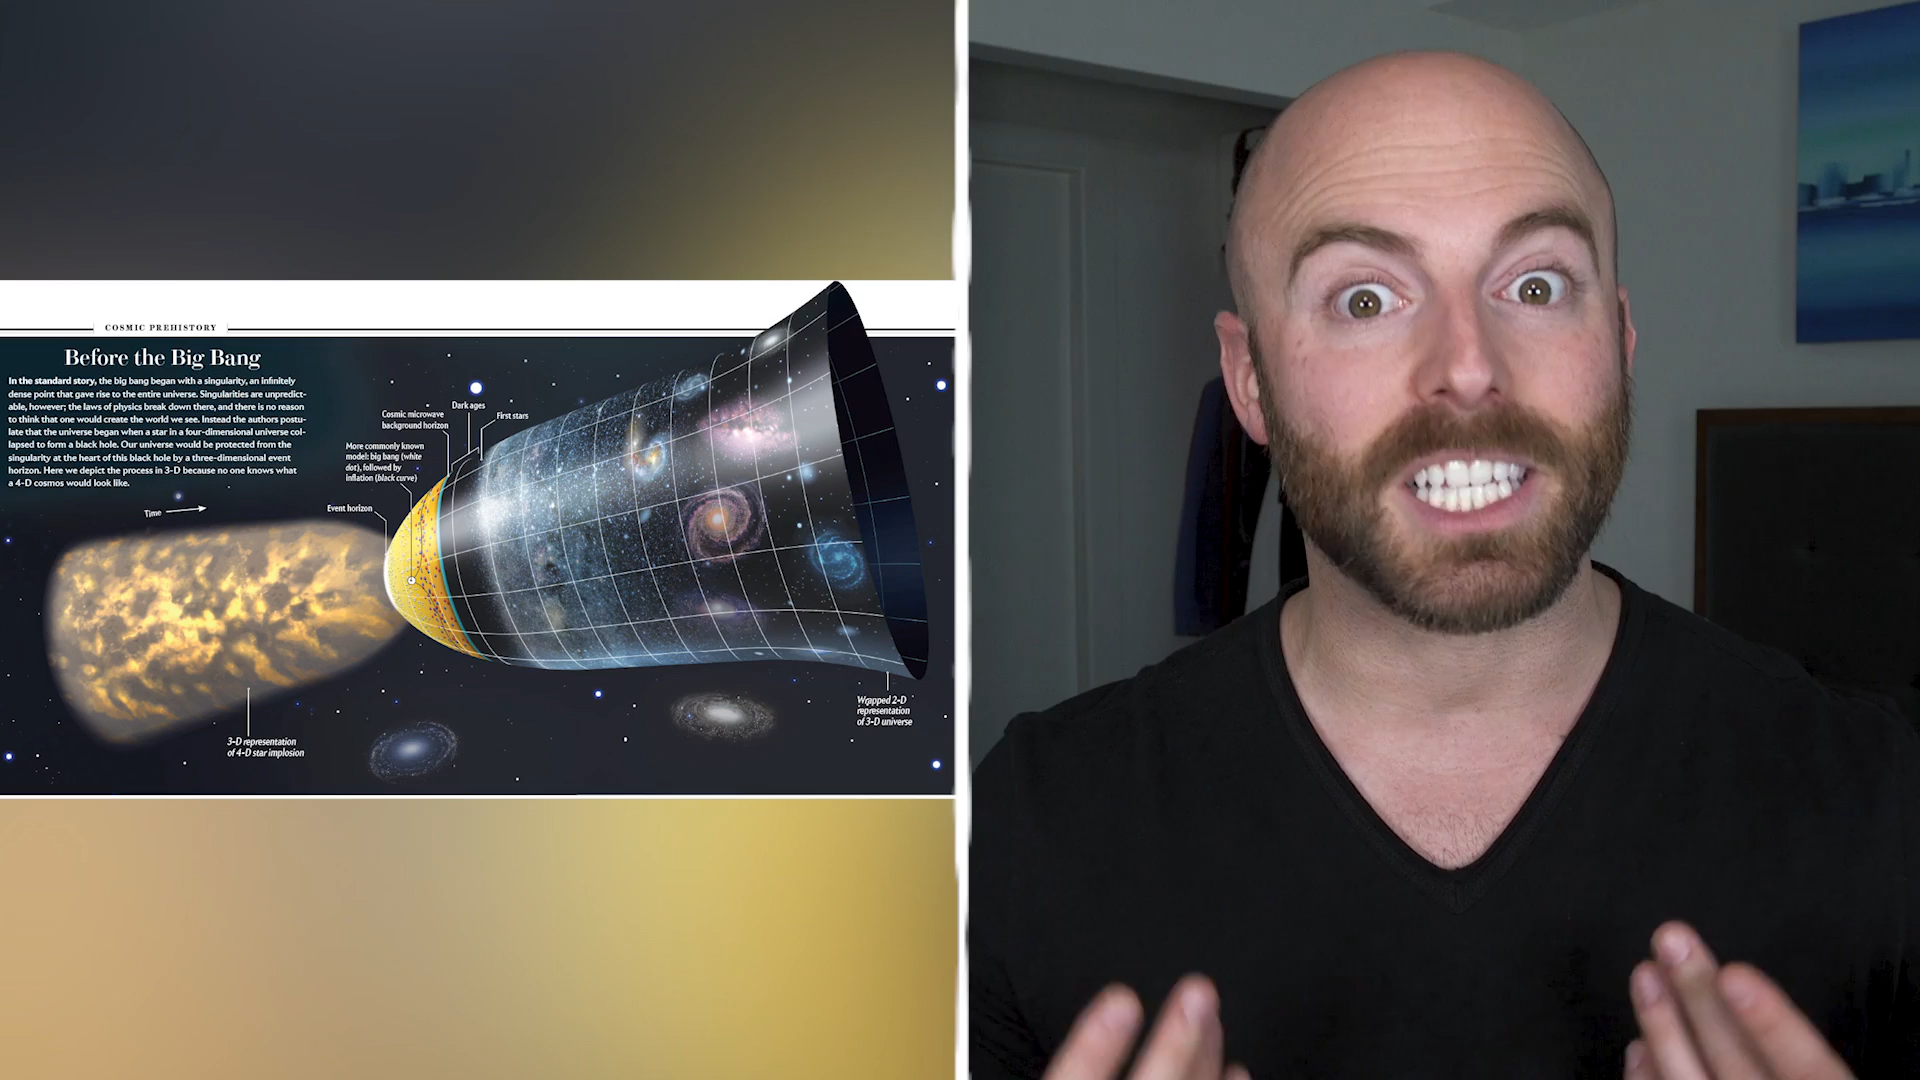 COSMIC PREHISTORY
Before the Big Bang
In the standard story, the big bang began with a singularity, an infinitely
dense point that gave rise to the entire universe. Singularities are unpredict-
able, however; the laws of physics break down there, and there is no reason
to think that one would create the world we see. Instead the authors postu-
late that the universe began when a star in a four-dimensional universe col-
lapsed to form a black hole. Our universe would be protected from the
singularity at the heart of this black hole by a three-dimensional event
horizon. Here we depict the process in 3-D because no one knows what
a 4-D cosmos would look like.
Time
Dark ages
Cosmic microwave
background horizon
First stars
More commonly known
model: big bang (white
dot), followed by
inflation (black curve)
Event horizon
3-D representation
of 4-D star implosion
Wrapped 2-D
representation
of 3-D universe